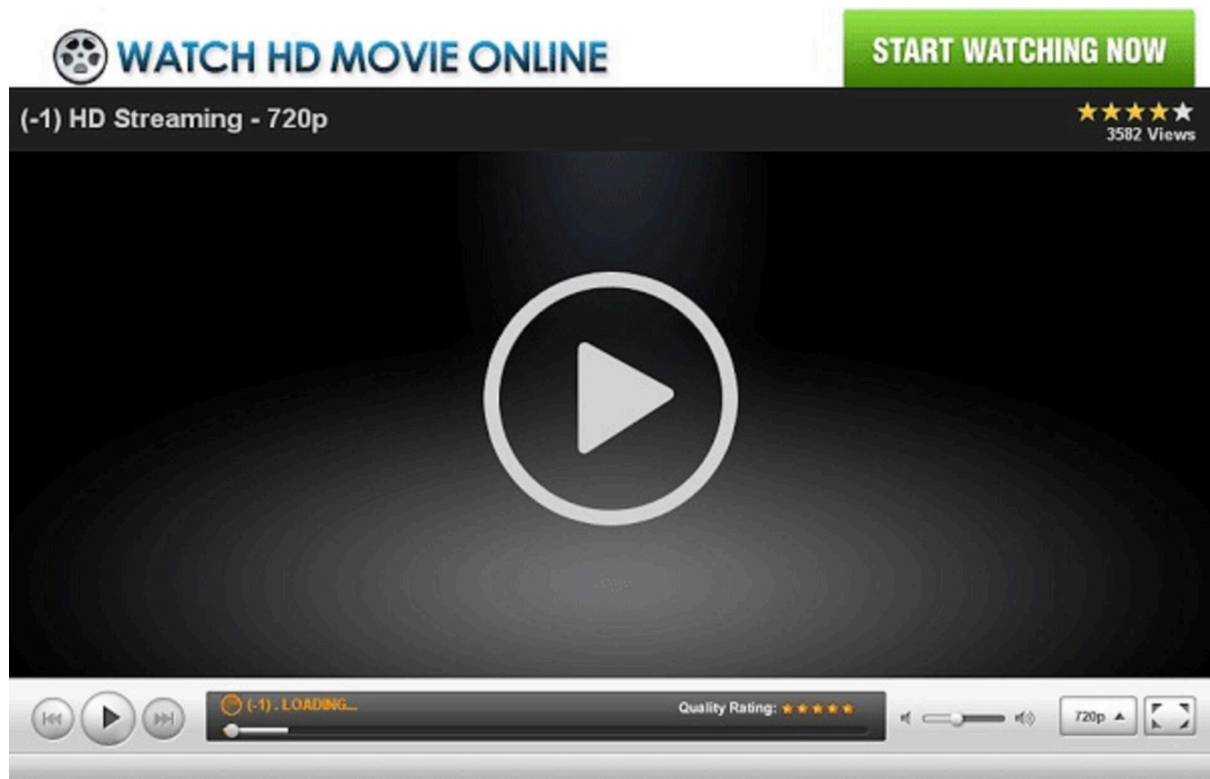 WATCH HD MOVIE ONLINE
START WATCHING NOW
(-1) HD Streaming - 720p
3582 Views
(-1) . LOADING...
Quality Rating:
720p